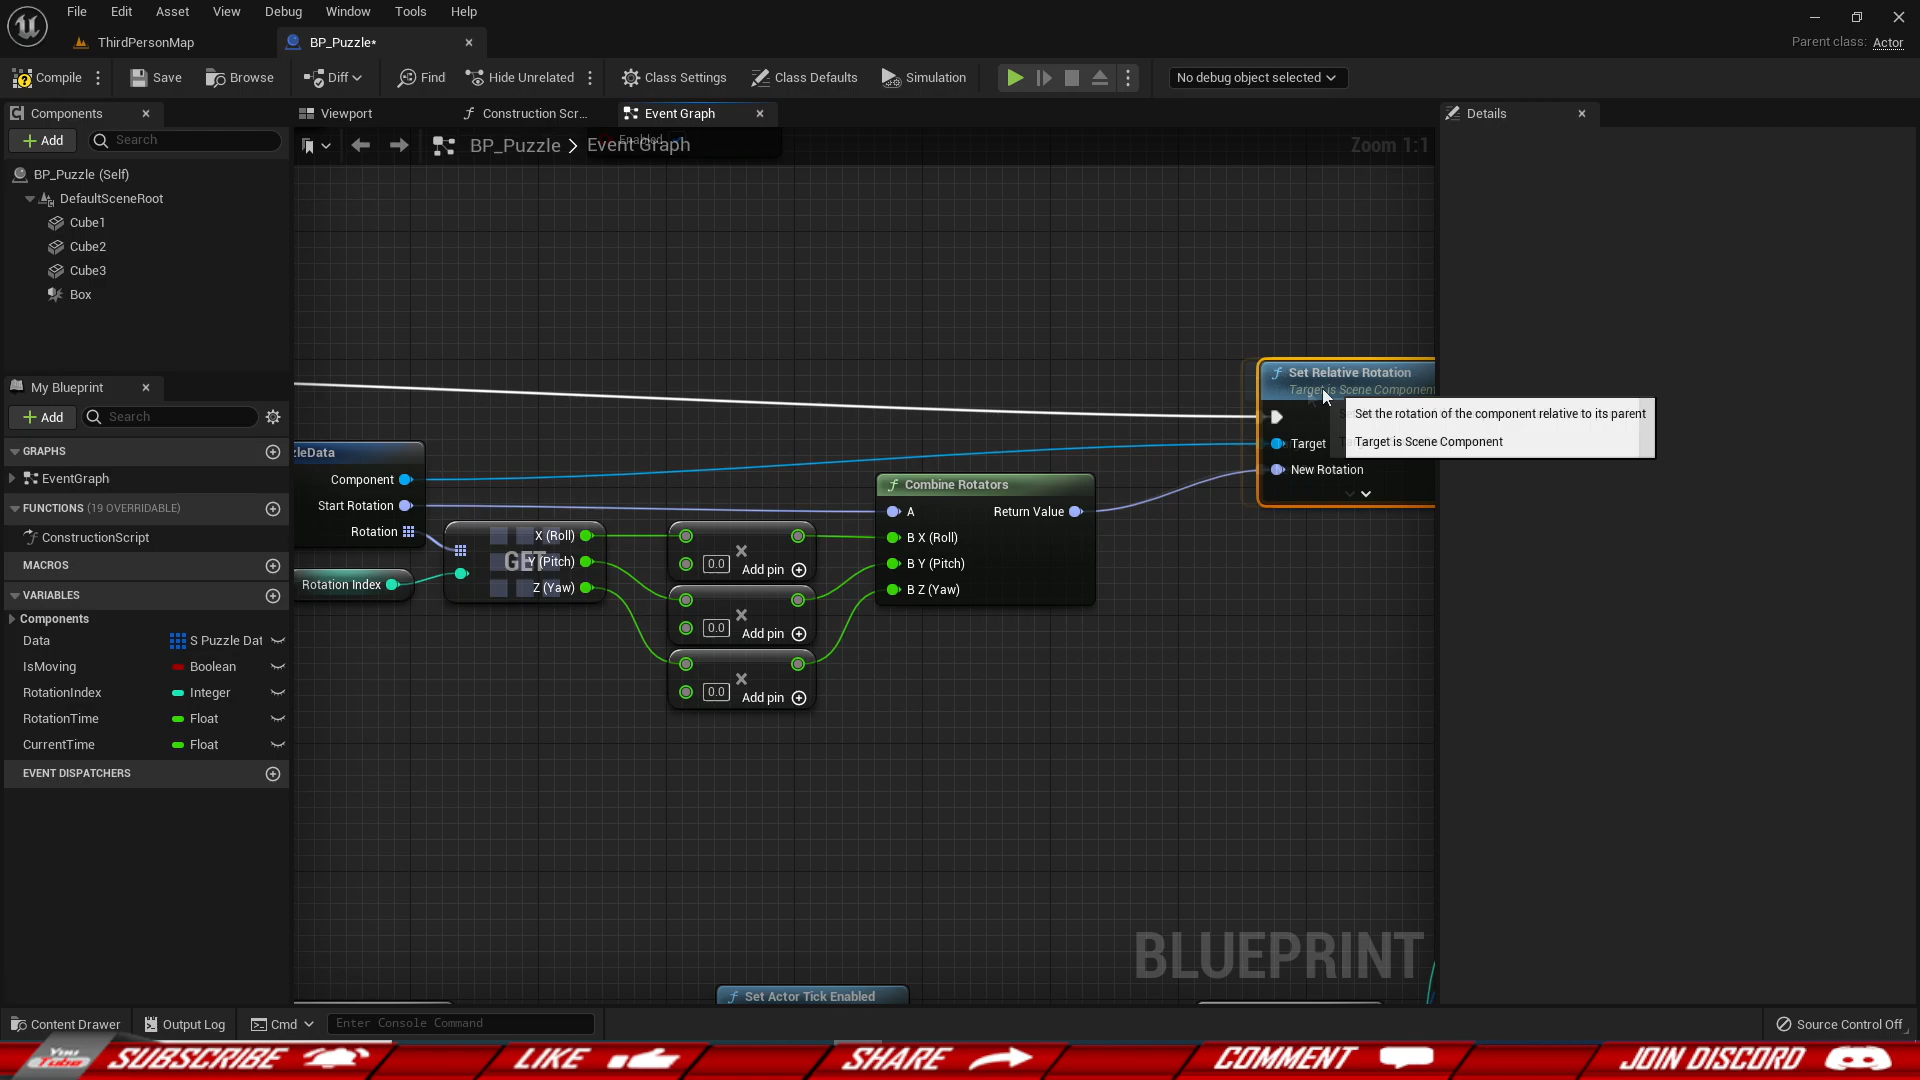 File Edit Asset View Debug Window Tools Help
ThirdPersonMap
BP_Puzzle*
Parent class: Actor
Compile
Save
Browse
Diff
Find
Hide Unrelated
Class Settings
Class Defaults
Simulation
No debug object selected
Components
Viewport
Construction Scr...
Event Graph
Details
Add
Search
Enabled
BP_Puzzle > Event Graph
Zoom 1:1
BP_Puzzle (Self)
DefaultSceneRoot
Cube1
Cube2
Cube3
Box
My Blueprint
Add
Search
GRAPHS
EventGraph
FUNCTIONS (19 OVERRIDABLE)
ConstructionScript
MACROS
VARIABLES
Components
Data S Puzzle Dat
IsMoving Boolean
RotationIndex Integer
RotationTime Float
CurrentTime Float
EVENT DISPATCHERS
zleData
Component
Start Rotation
Rotation
Rotation Index
GET
X (Roll)
Y (Pitch)
Z (Yaw)
0.0 Add pin
0.0 Add pin
0.0 Add pin
Combine Rotators
A Return Value
B X (Roll)
B Y (Pitch)
B Z (Yaw)
Set Relative Rotation
Target is Scene Component
Target
New Rotation
Set the rotation of the component relative to its parent
Target is Scene Component
BLUEPRINT
Set Actor Tick Enabled
Content Drawer
Output Log
Cmd
Enter Console Command
Source Control Off
You Tube SUBSCRIBE LIKE SHARE COMMENT JOIN DISCORD